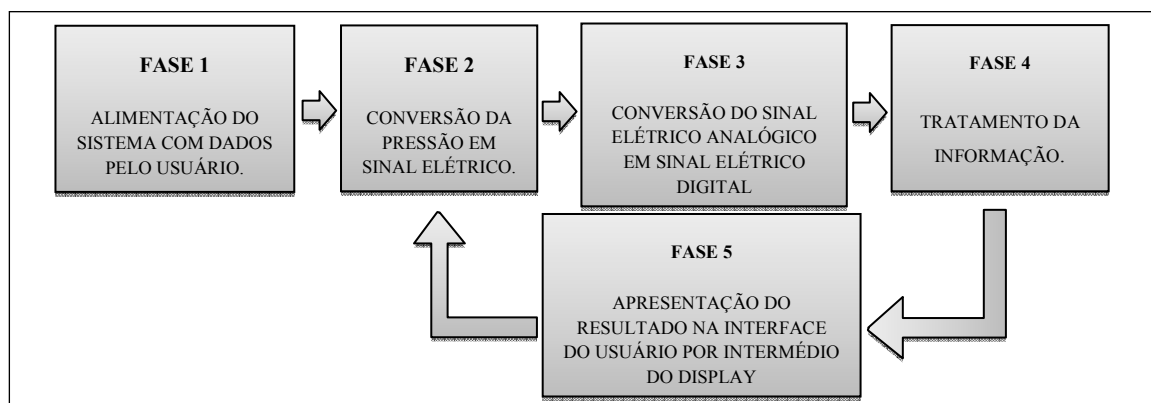 FASE 1
ALIMENTAÇÃO DO
SISTEMA COM DADOS
PELO USUÁRIO.
FASE 2
CONVERSÃO DA
PRESSÃO EM
SINAL ELÉTRICO.
FASE 3
CONVERSÃO DO SINAL
ELÉTRICO ANALÓGICO
EM SINAL ELÉTRICO
DIGITAL
FASE 4
TRATAMENTO DA
INFORMAÇÃO.
FASE 5
APRESENTAÇÃO DO
RESULTADO NA INTERFACE
DO USUÁRIO POR INTERMÉDIO
DO DISPLAY